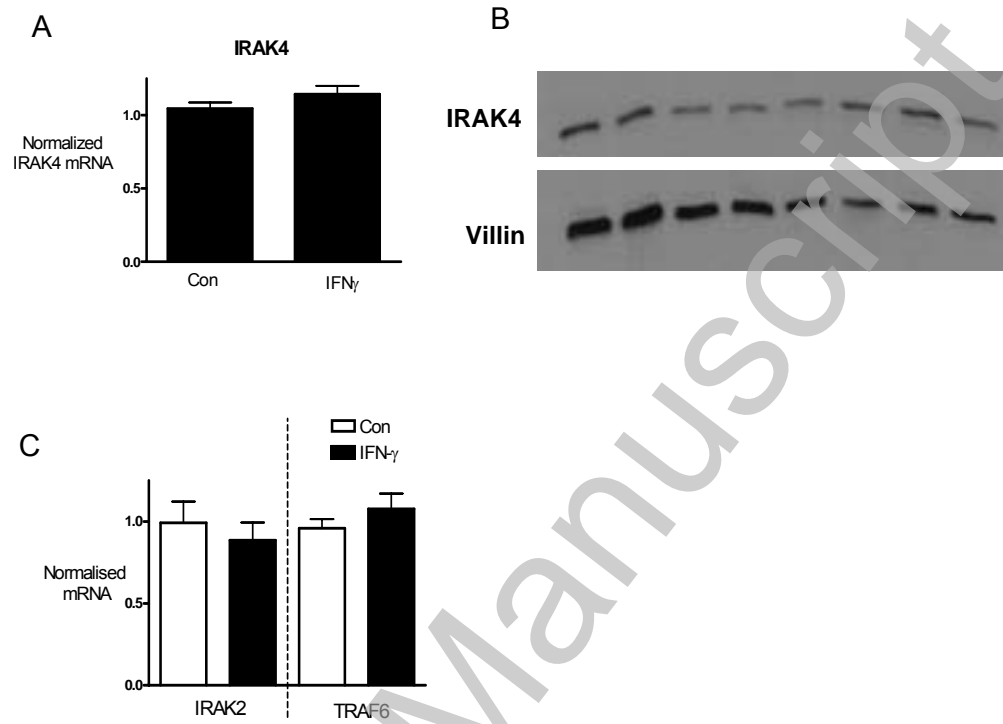 A
IRAK4
Normalized
IRAK4 mRNA
1.0
0.5
0.0
Con
IFNγ
B
IRAK4
Villin
C
Con
IFN-γ
Normalised
mRNA
1.0
0.5
0.0
IRAK2
TRAF6
Manuscript